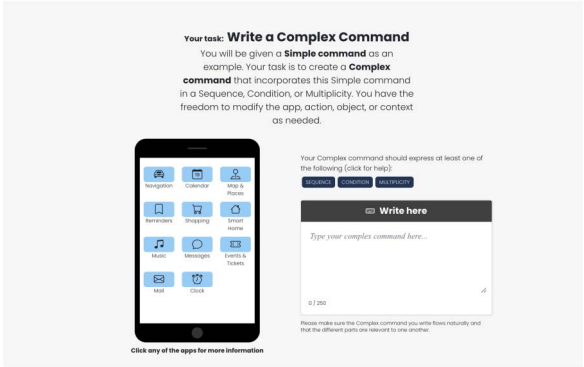 Your task: Write a Complex Command
You will be given a Simple command as an
example. Your task is to create a Complex
command that incorporates this Simple command
in a Sequence, Condition, or Multiplicity. You have the
freedom to modify the app, action, object, or context
as needed.
Navigation Calendar Map &
Places
Reminders Shopping Smart
Home
Music Messages Events &
Tickets
Mail Clock
Click any of the apps for more information
Your Complex command should express at least one of
the following (click for help):
SEQUENCE CONDITION MULTIPLICITY
Write here
Type your complex command here...
0 / 250
Please make sure the Complex command you write flows naturally and
that the different parts are relevant to one another.